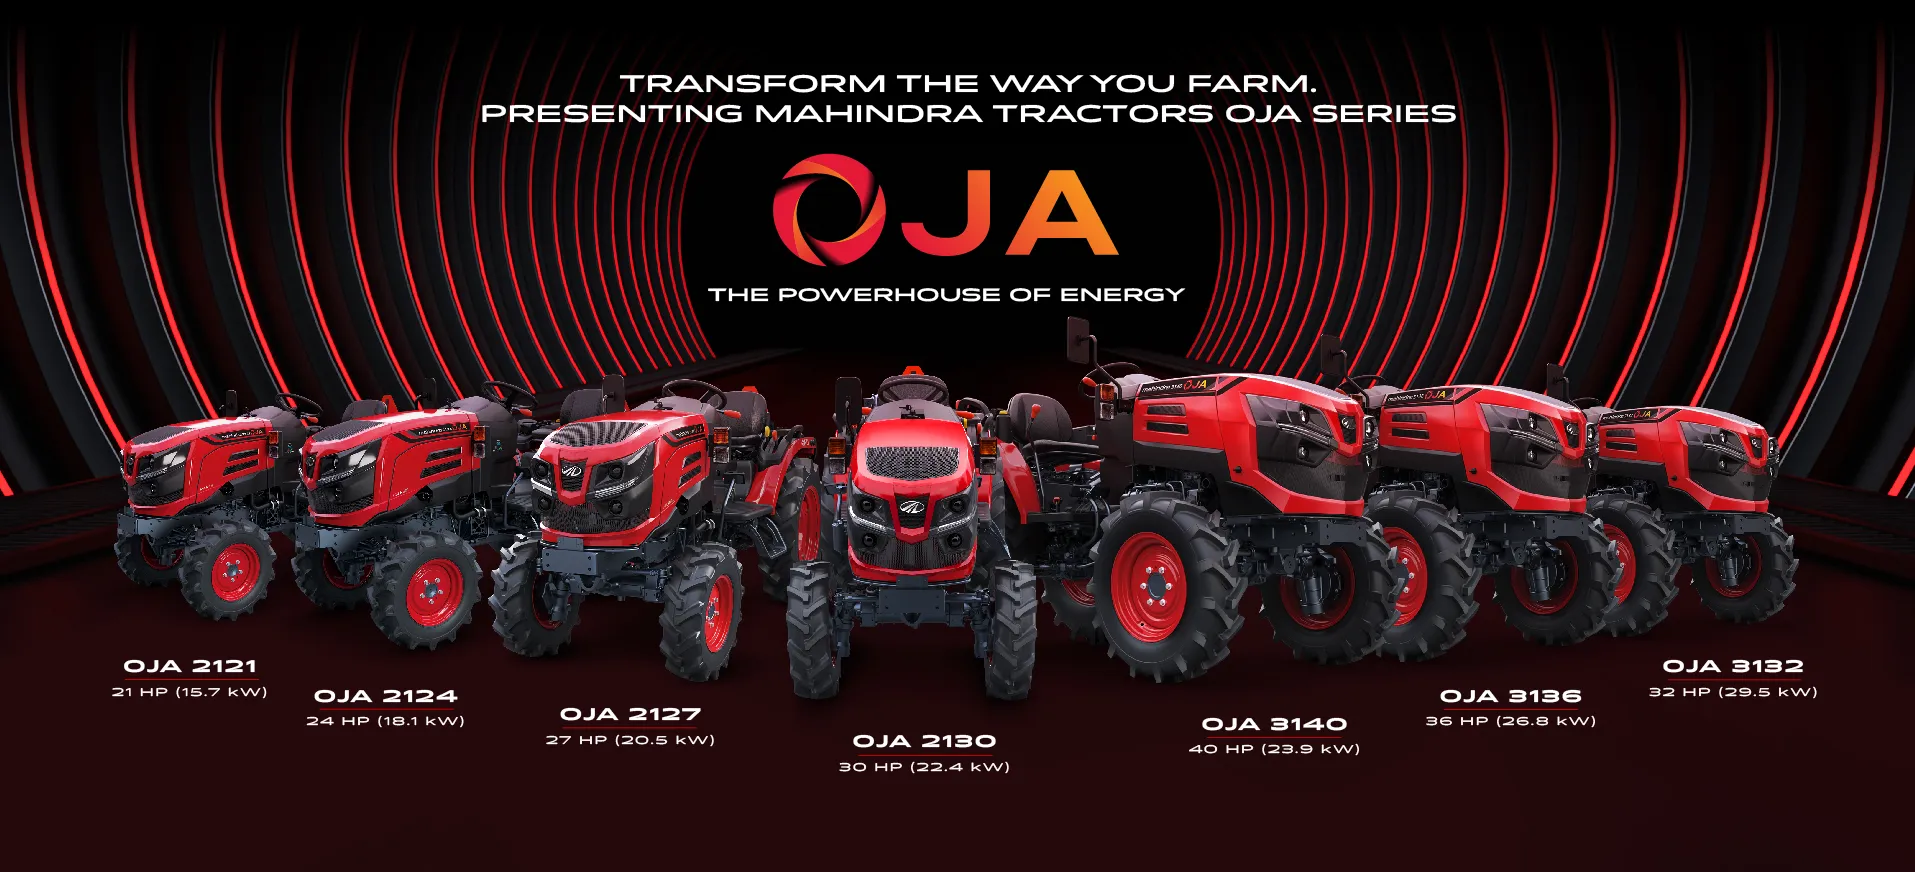 TRANSFORM THE WAY YOU FARM.
PRESENTING MAHINDRA TRACTORS OJA SERIES
OJA
THE POWERHOUSE OF ENERGY
OJA 2121
21 HP (15.7 kW)
OJA 2124
24 HP (18.1 kW)
OJA 2127
27 HP (20.5 kW)
OJA 2130
30 HP (22.4 kW)
OJA 3140
40 HP (23.9 kW)
OJA 3136
36 HP (26.8 kW)
OJA 3132
32 HP (29.5 kW)